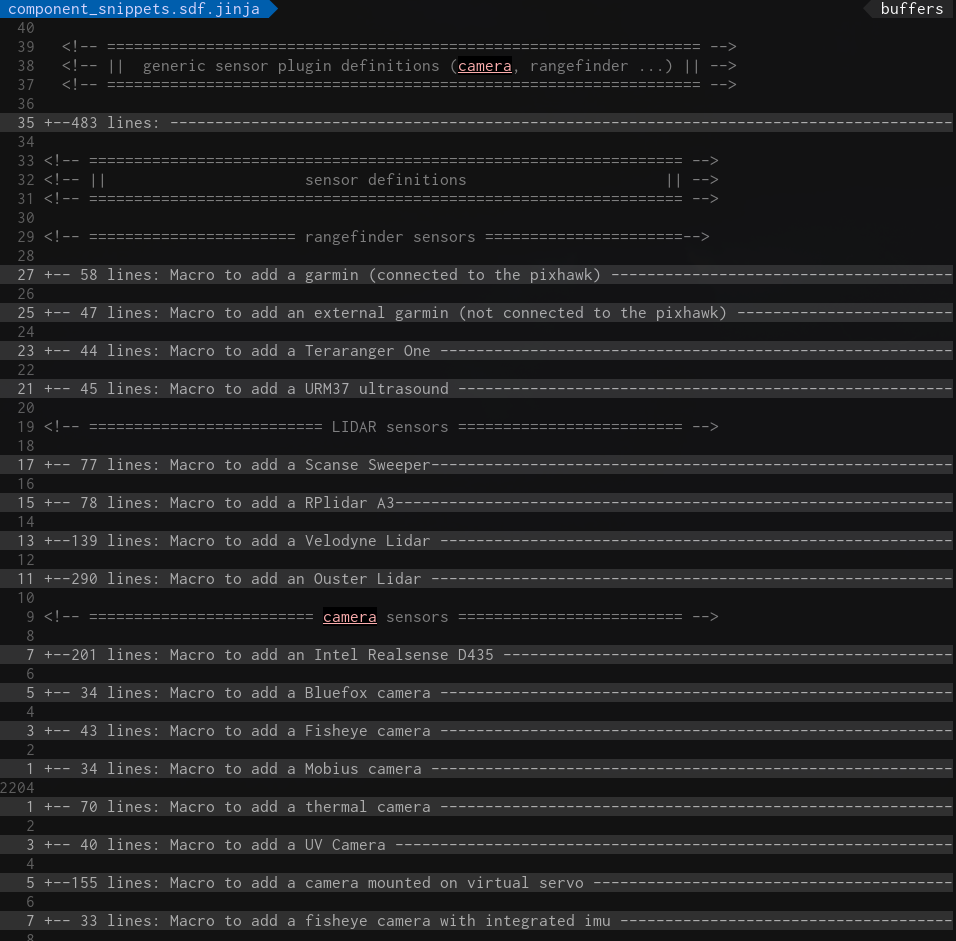 component_snippets.sdf.jinja buffers
40
39 <!-- ================================================================== -->
38 <!-- ||  generic sensor plugin definitions (camera, rangefinder ...) || -->
37 <!-- ================================================================== -->
36
35 +--483 lines: ---------------------------------------------------------------------------------------
34
33 <!-- ================================================================== -->
32 <!-- ||                      sensor definitions                      || -->
31 <!-- ================================================================== -->
30
29 <!-- ======================= rangefinder sensors ======================-->
28
27 +-- 58 lines: Macro to add a garmin (connected to the pixhawk) --------------------------------------
26
25 +-- 47 lines: Macro to add an external garmin (not connected to the pixhawk) ------------------------
24
23 +-- 44 lines: Macro to add a Teraranger One ---------------------------------------------------------
22
21 +-- 45 lines: Macro to add a URM37 ultrasound -------------------------------------------------------
20
19 <!-- ========================== LIDAR sensors ========================= -->
18
17 +-- 77 lines: Macro to add a Scanse Sweeper----------------------------------------------------------
16
15 +-- 78 lines: Macro to add a RPlidar A3--------------------------------------------------------------
14
13 +--139 lines: Macro to add a Velodyne Lidar ---------------------------------------------------------
12
11 +--290 lines: Macro to add an Ouster Lidar ----------------------------------------------------------
10
9 <!-- ========================= camera sensors ========================= -->
8
7 +--201 lines: Macro to add an Intel Realsense D435 --------------------------------------------------
6
5 +-- 34 lines: Macro to add a Bluefox camera ---------------------------------------------------------
4
3 +-- 43 lines: Macro to add a Fisheye camera ---------------------------------------------------------
2
1 +-- 34 lines: Macro to add a Mobius camera ----------------------------------------------------------
2204
1 +-- 70 lines: Macro to add a thermal camera ---------------------------------------------------------
2
3 +-- 40 lines: Macro to add a UV Camera --------------------------------------------------------------
4
5 +--155 lines: Macro to add a camera mounted on virtual servo ----------------------------------------
6
7 +-- 33 lines: Macro to add a fisheye camera with integrated imu -------------------------------------
8